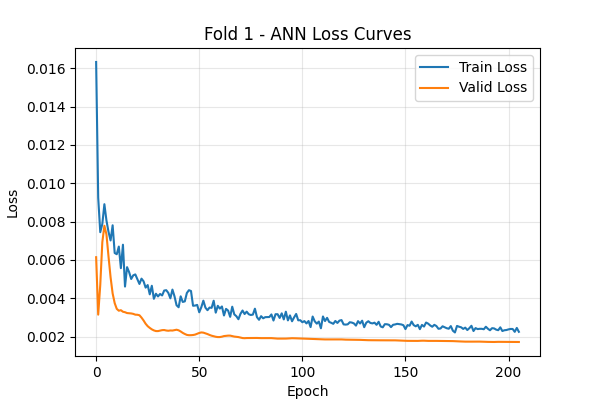 Fold 1 - ANN Loss Curves
Train Loss
Valid Loss
Loss
0.016
0.014
0.012
0.010
0.008
0.006
0.004
0.002
0
50
100
150
200
Epoch